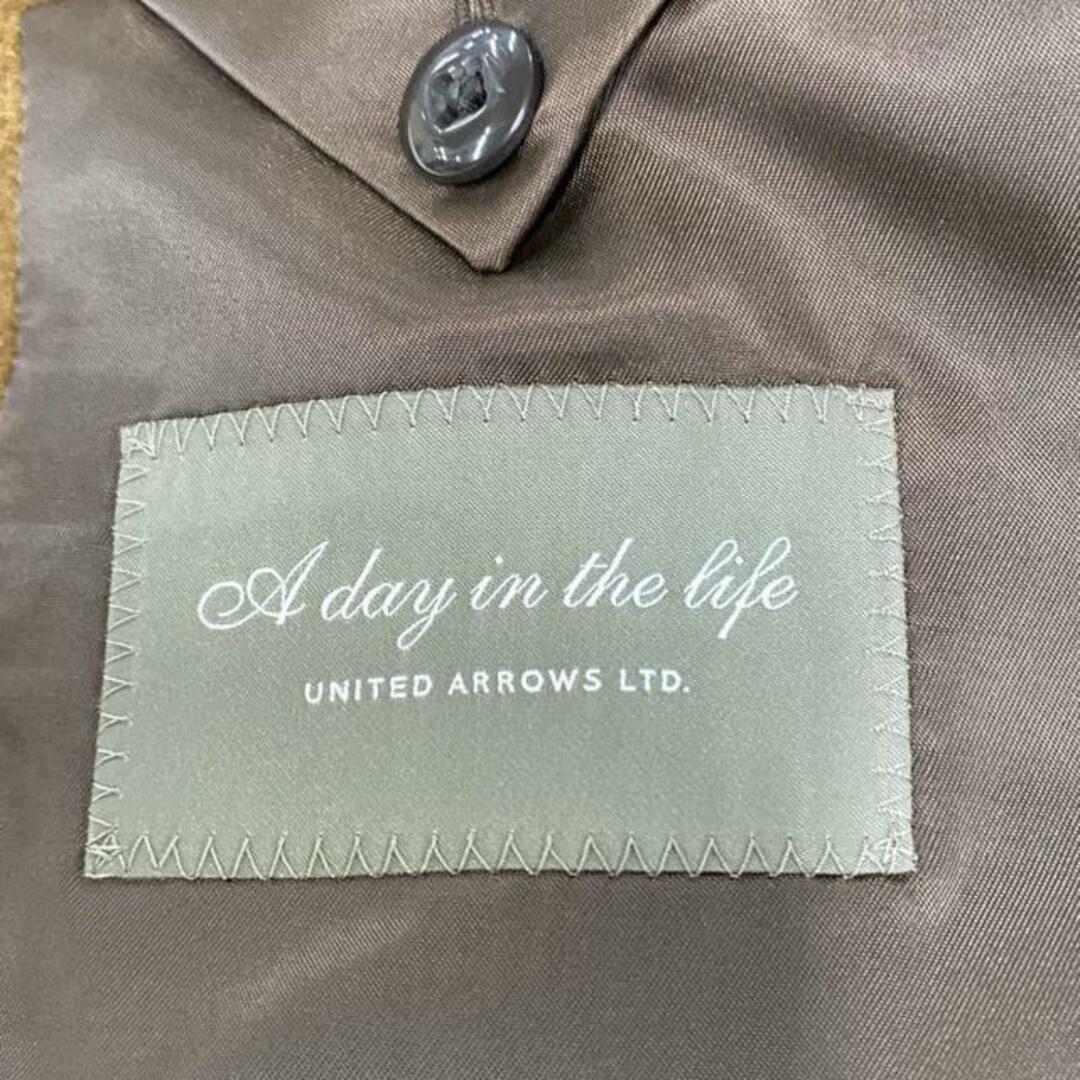 A day in the life
UNITED ARROWS LTD.